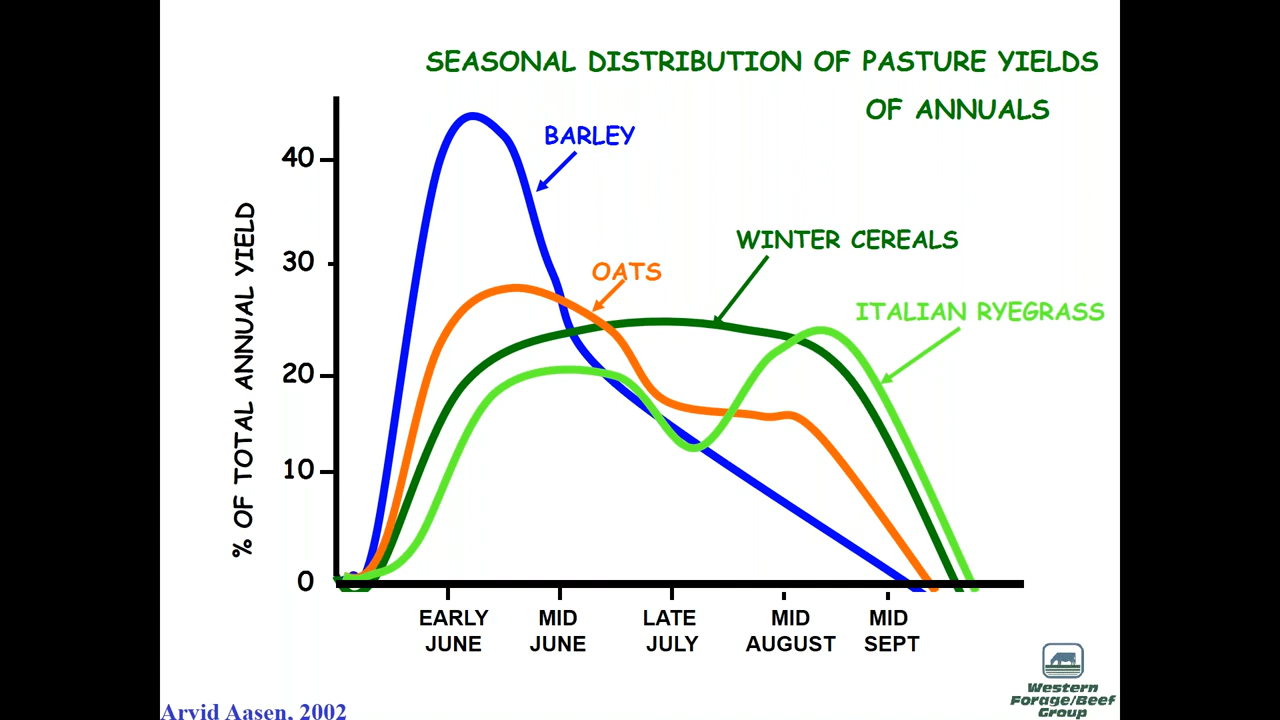 SEASONAL DISTRIBUTION OF PASTURE YIELDS
OF ANNUALS
BARLEY
40
WINTER CEREALS
30
OATS
ITALIAN RYEGRASS
% OF TOTAL ANNUAL YIELD
20
10
0
EARLY JUNE
MID JUNE
LATE JULY
MID AUGUST
MID SEPT
Western
Forage/Beef
Group
Arvid Aasen, 2002